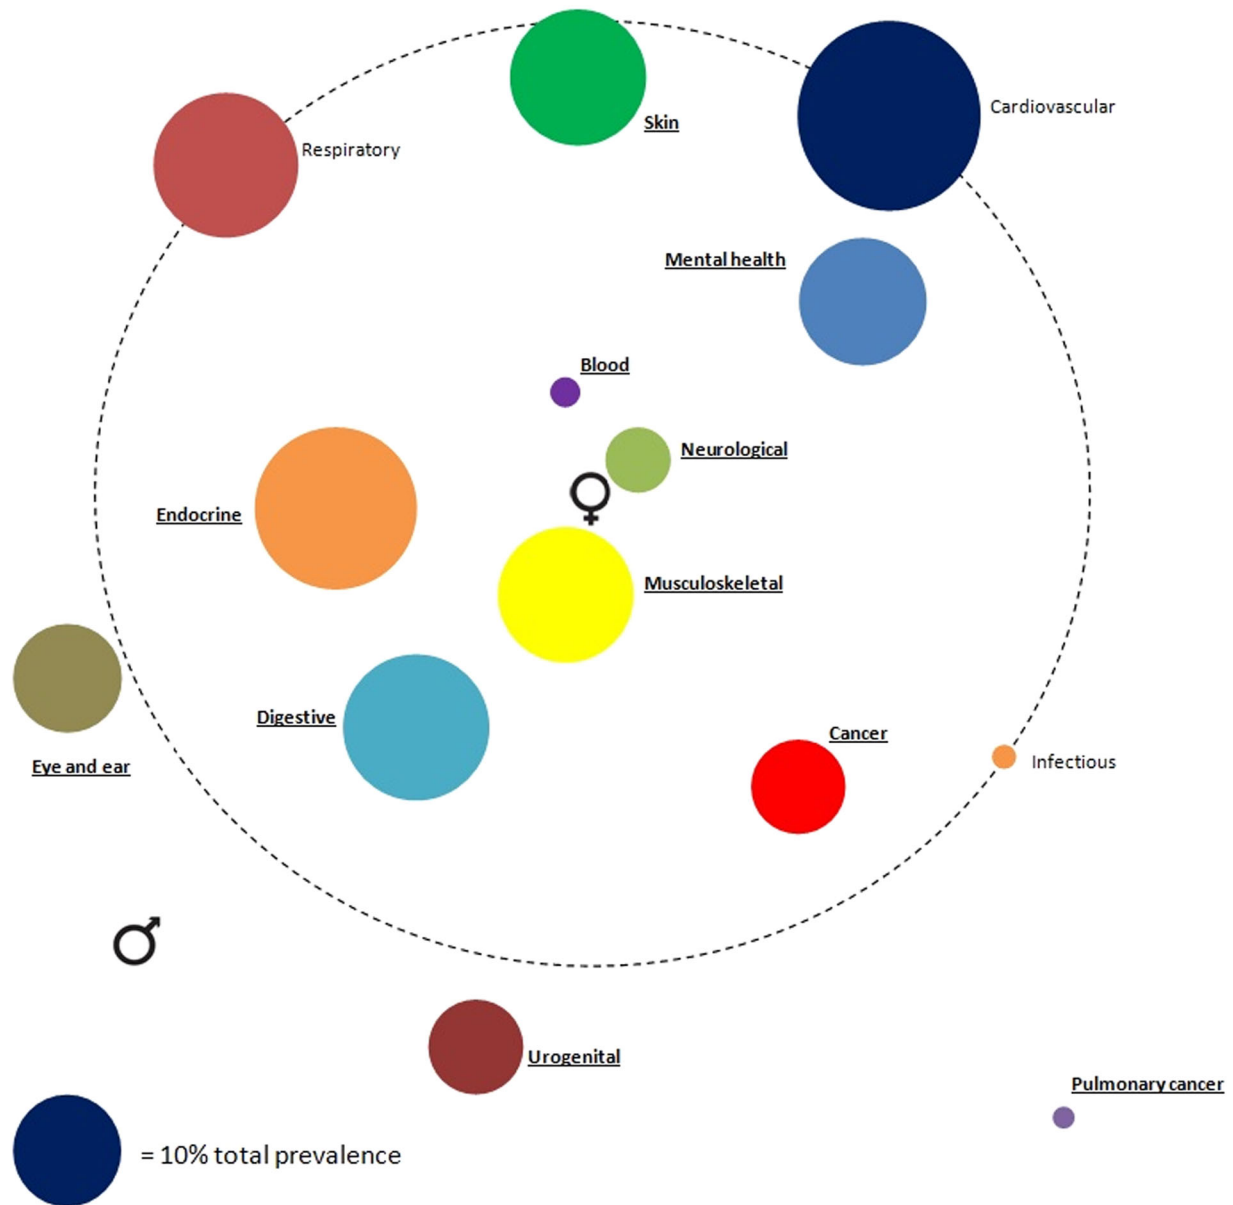 Skin
Cardiovascular
Respiratory
Mental health
Blood
Neurological
Endocrine
Musculoskeletal
Digestive
Cancer
Eye and ear
Infectious
Urogenital
Pulmonary cancer
= 10% total prevalence